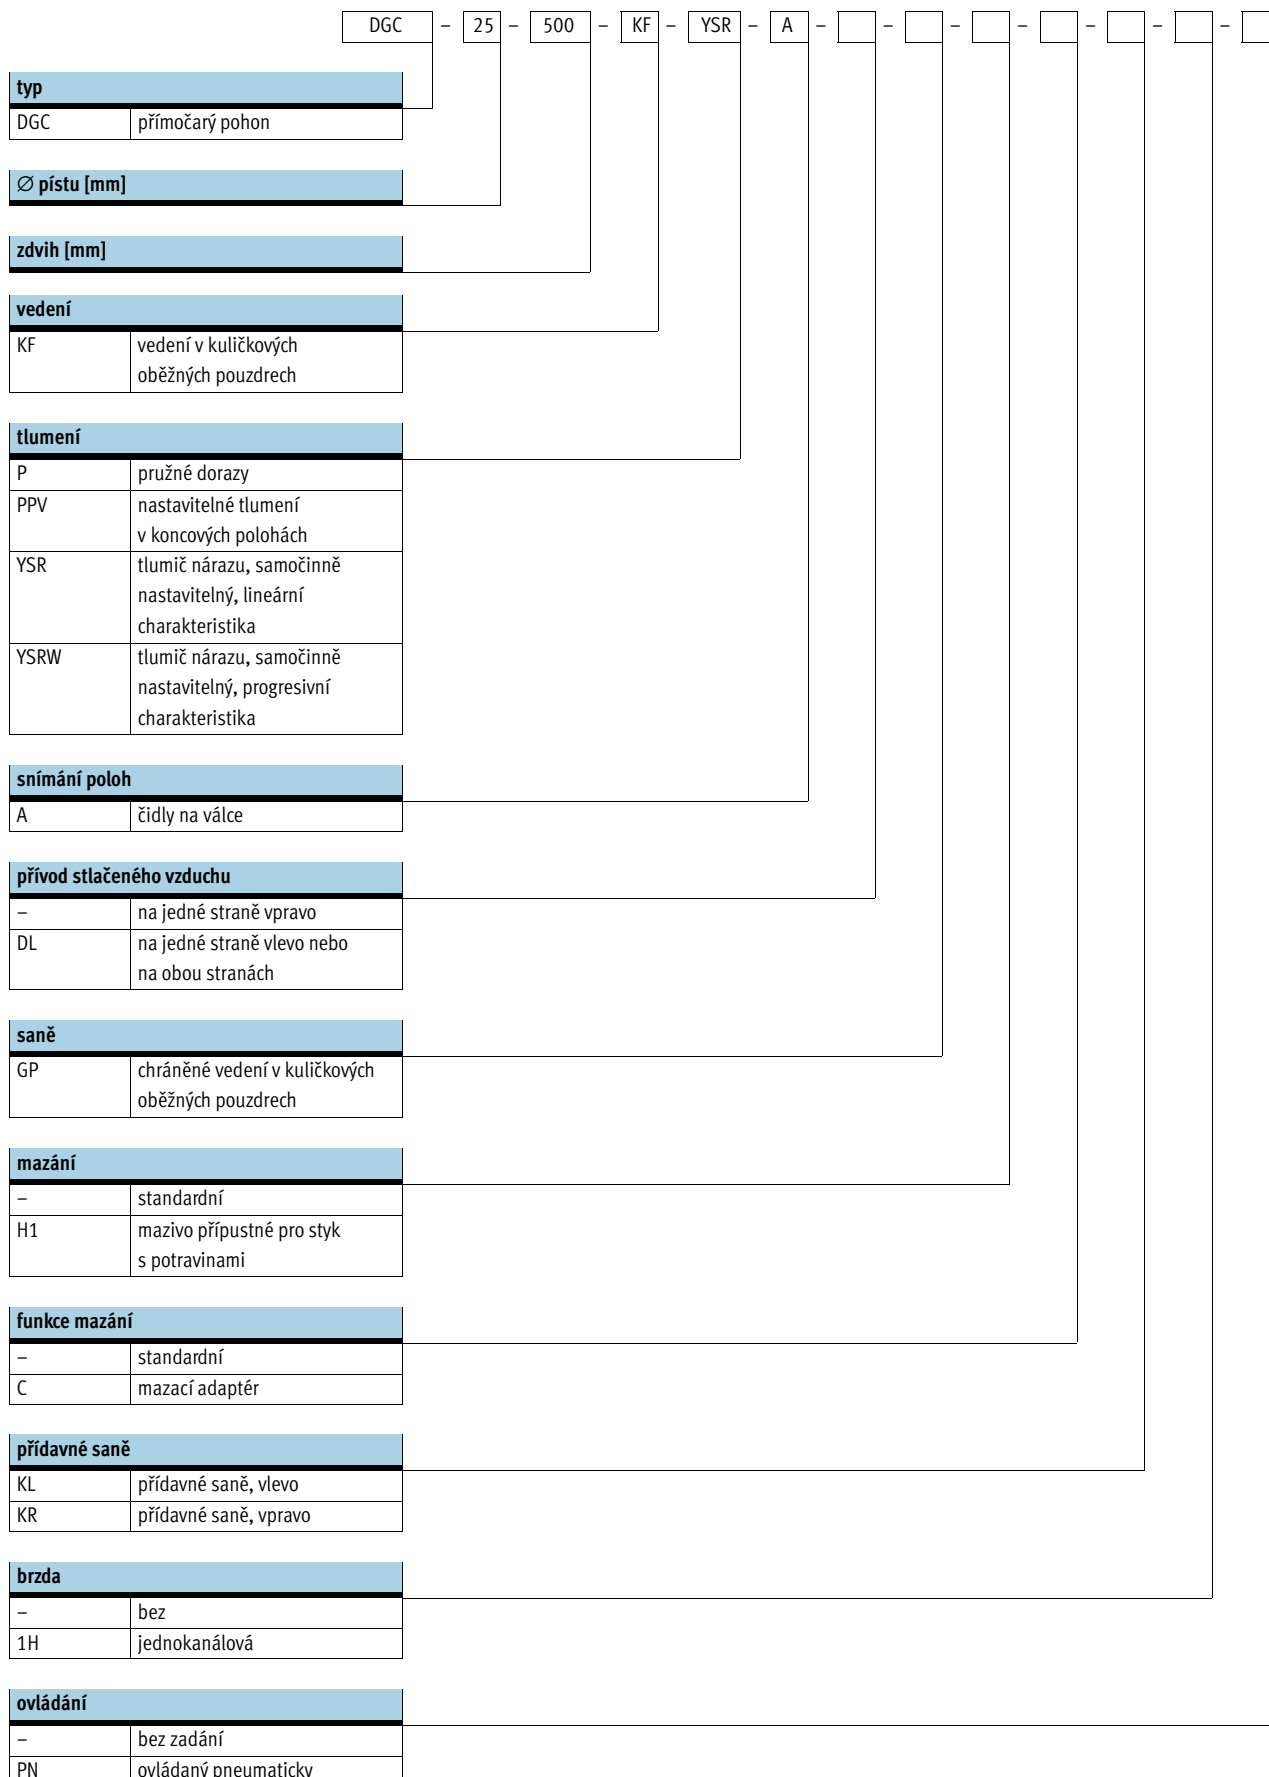 DGC – 25 – 500 – KF – YSR – A – – – – – – –
typ
DGC přímočarý pohon
∅ pístu [mm]
zdvih [mm]
vedení
KF vedení v kuličkových
oběžných pouzdrech
tlumení
P pružné dorazy
PPV nastavitelné tlumení
v koncových polohách
YSR tlumič nárazu, samočinně
nastavitelný, lineární
charakteristika
YSRW tlumič nárazu, samočinně
nastavitelný, progresivní
charakteristika
snímání poloh
A čidly na válce
přívod stlačeného vzduchu
– na jedné straně vpravo
DL na jedné straně vlevo nebo
na obou stranách
saně
GP chráněné vedení v kuličkových
oběžných pouzdrech
mazání
– standardní
H1 mazivo přípustné pro styk
s potravinami
funkce mazání
– standardní
C mazací adaptér
přídavné saně
KL přídavné saně, vlevo
KR přídavné saně, vpravo
brzda
– bez
1H jednokanálová
ovládání
– bez zadání
PN ovládaný pneumaticky